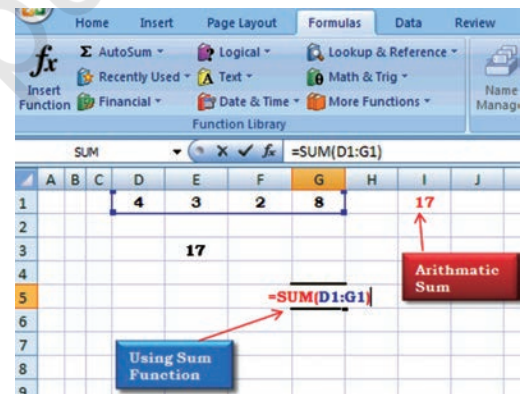 Home Insert Page Layout Formulas Data Review
fx Σ AutoSum Logical Lookup & Reference
Recently Used A Text θ Math & Trig
Insert Function Financial Date & Time More Functions Name
Function Library
SUM fx =SUM(D1:G1)
A B C D E F G H I J
1 4 3 2 8 17
2
3 17
4
Arithmatic
Sum
5 =SUM(D1:G1)
6
7
Using Sum
Function
8
9